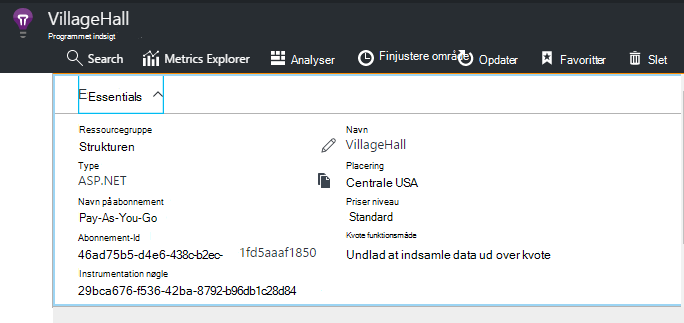 VillageHall
Programmet indsigt
Search Metrics Explorer Analyser Finjustere område Opdater Favoritter Slet
E Essentials
Ressourcegruppe
Strukturen
Type
ASP.NET
Navn på abonnement
Pay-As-You-Go
Abonnement-Id
46ad75b5-d4e6-438c-b2ec- 1fd5aaaf1850
Instrumentation nøgle
29bca676-f536-42ba-8792-b96db1c28d84
Navn
VillageHall
Placering
Centrale USA
Priser niveau
Standard
Kvote funktionsmåde
Undlad at indsamle data ud over kvote